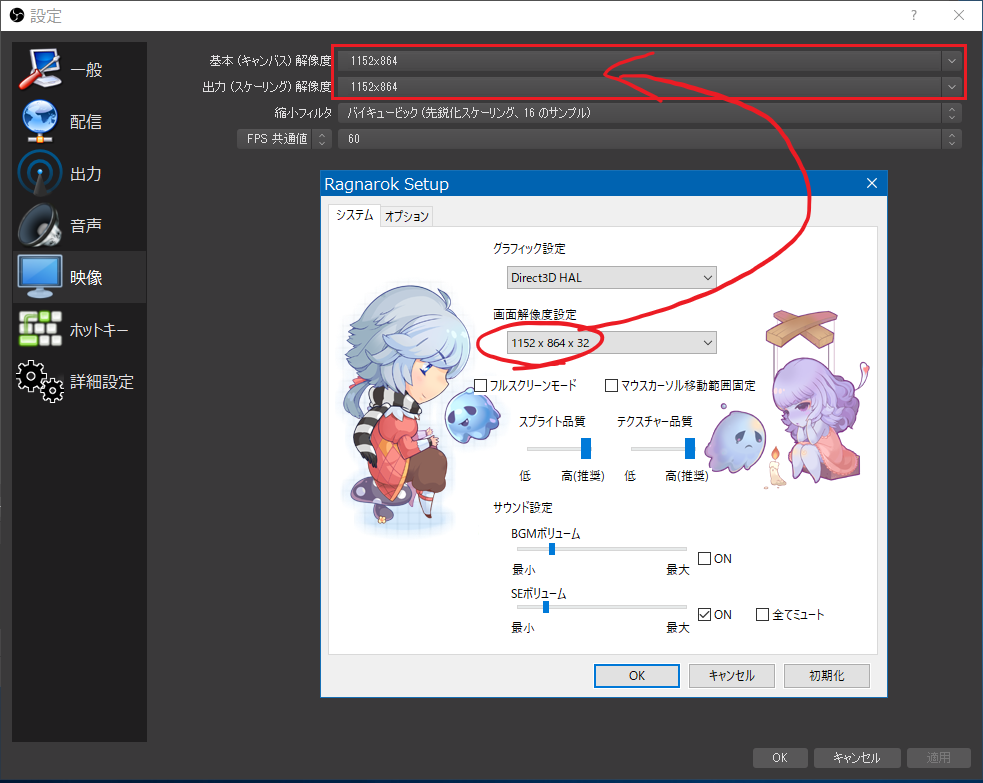 設定
一般
配信
出力
音声
映像
ホットキー
詳細設定
基本 (キャンバス) 解像度 1152x864
出力 (スケーリング) 解像度 1152x864
縮小フィルタ バイキュービック (先鋭化スケーリング、16 のサンプル)
FPS 共通値 60
Ragnarok Setup
システム オプション
グラフィック設定
Direct3D HAL
画面解像度設定
1152 x 864 x 32
フルスクリーンモード マウスカーソル移動範囲固定
スプライト品質 テクスチャー品質
低 高(推奨) 低 高(推奨)
サウンド設定
BGMボリューム
ON
最小 最大
SEボリューム
ON 全てミュート
最小 最大
OK キャンセル 初期化
OK キャンセル 適用